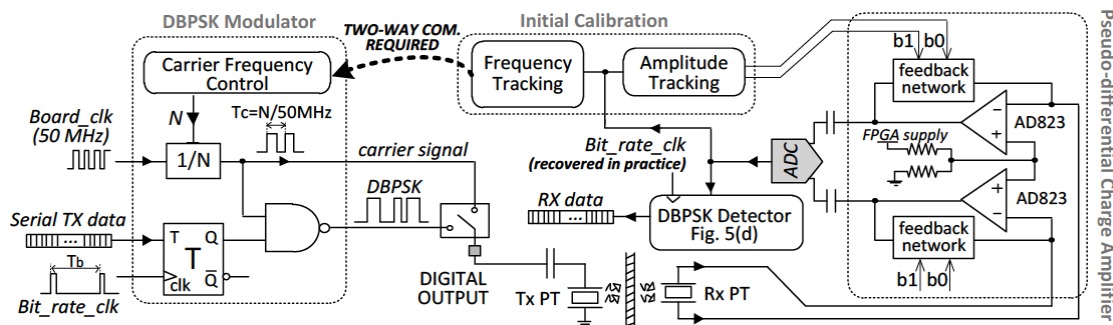 DBPSK Modulator
Initial Calibration
TWO-WAY COM.
REQUIRED
Carrier Frequency
Control
Frequency
Tracking
Amplitude
Tracking
b1 b0
feedback
network
Pseudo-differential Charge Amplifier
Board_clk
(50 MHz)
N
Tc=N/50MHz
1/N
carrier signal
Bit_rate_clk
(recovered in practice)
ADC
FPGA supply
−
+
AD823
DBPSK
RX data
...
DBPSK Detector
Fig. 5(d)
+
−
AD823
Serial TX data
...
T Q
T
Q
clk
Tb
Bit_rate_clk
DIGITAL
OUTPUT
Tx PT
Rx PT
feedback
network
b1 b0